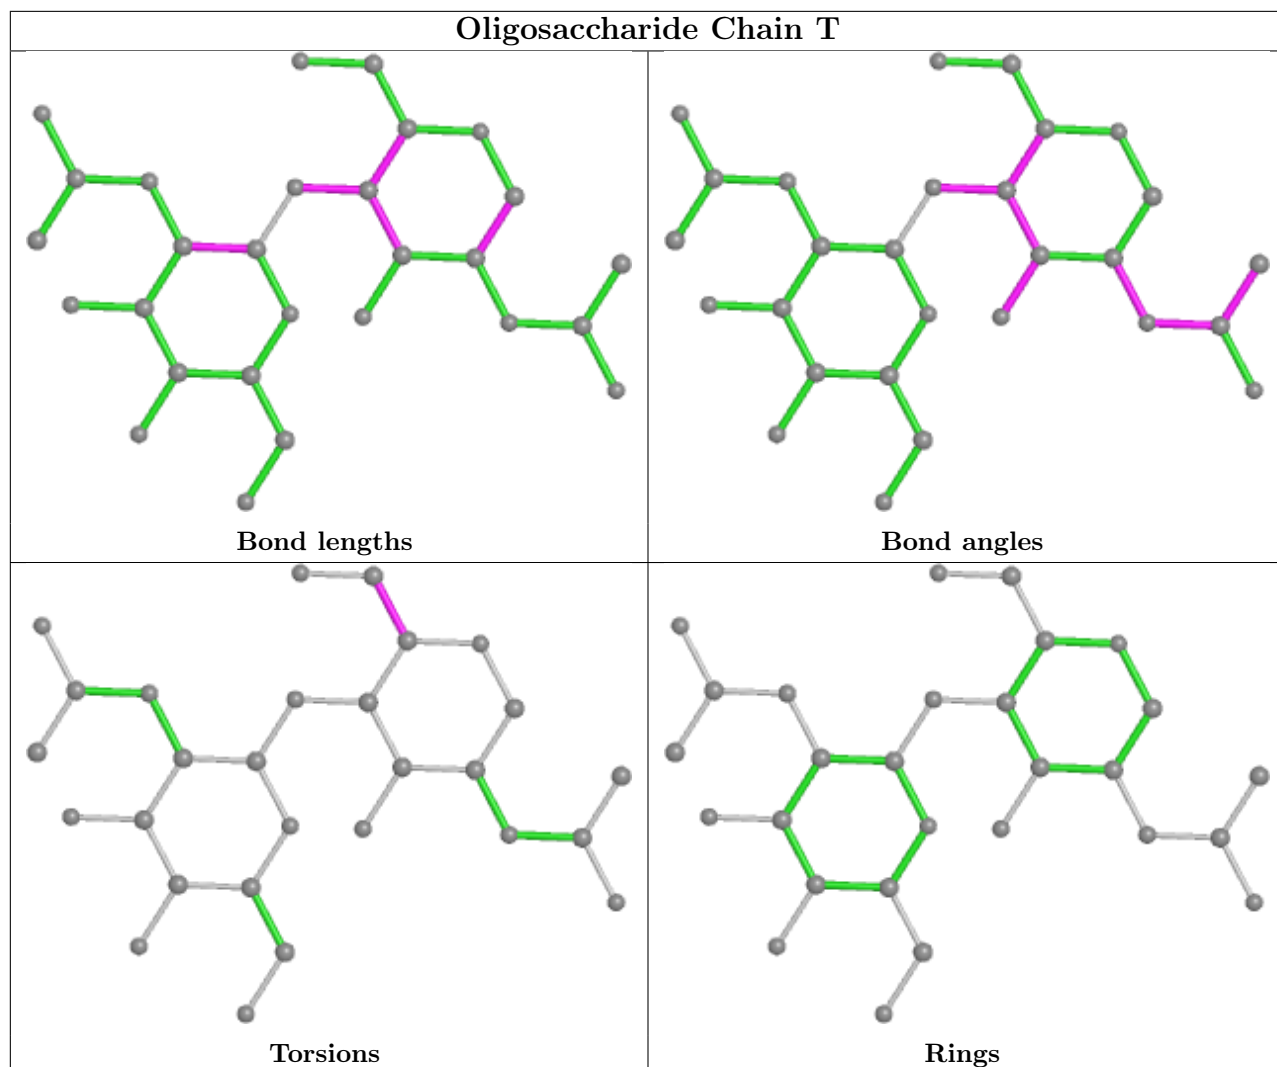 Oligosaccharide Chain T
Bond lengths
Bond angles
Torsions
Rings